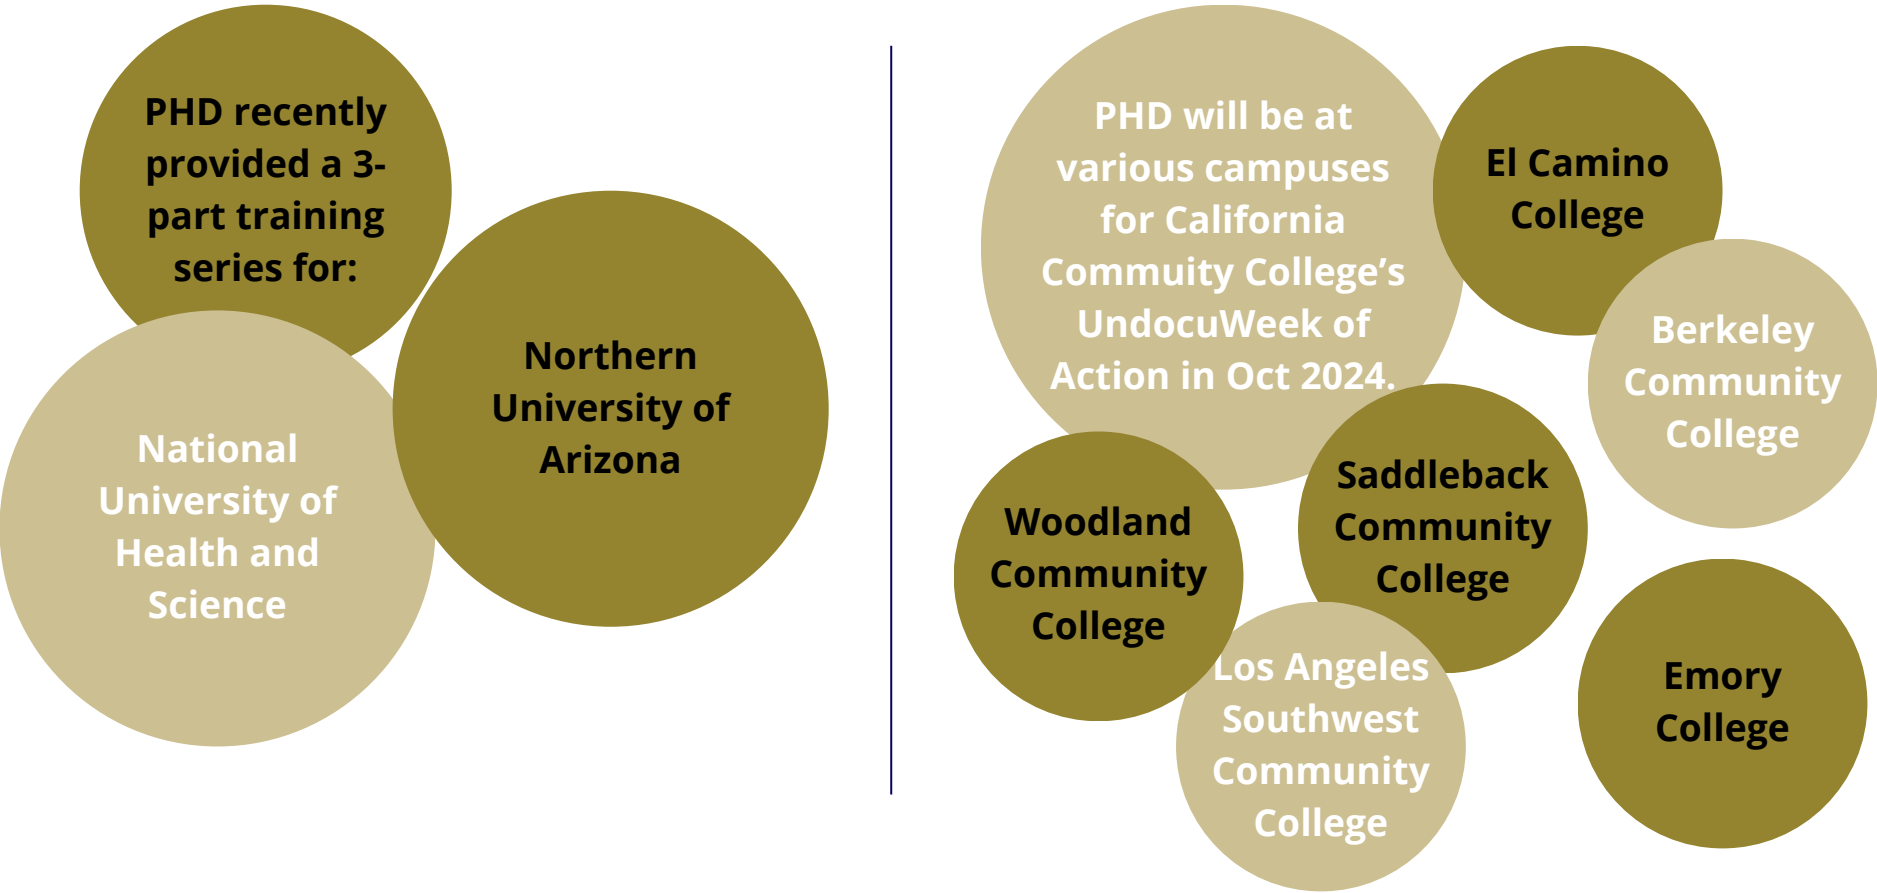 PHD recently
provided a 3-
part training
series for:
National
University of
Health and
Science
Northern
University of
Arizona
PHD will be at
various campuses
for California
Commuity College’s
UndocuWeek of
Action in Oct 2024.
El Camino
College
Berkeley
Community
College
Saddleback
Community
College
Woodland
Community
College
Los Angeles
Southwest
Community
College
Emory
College